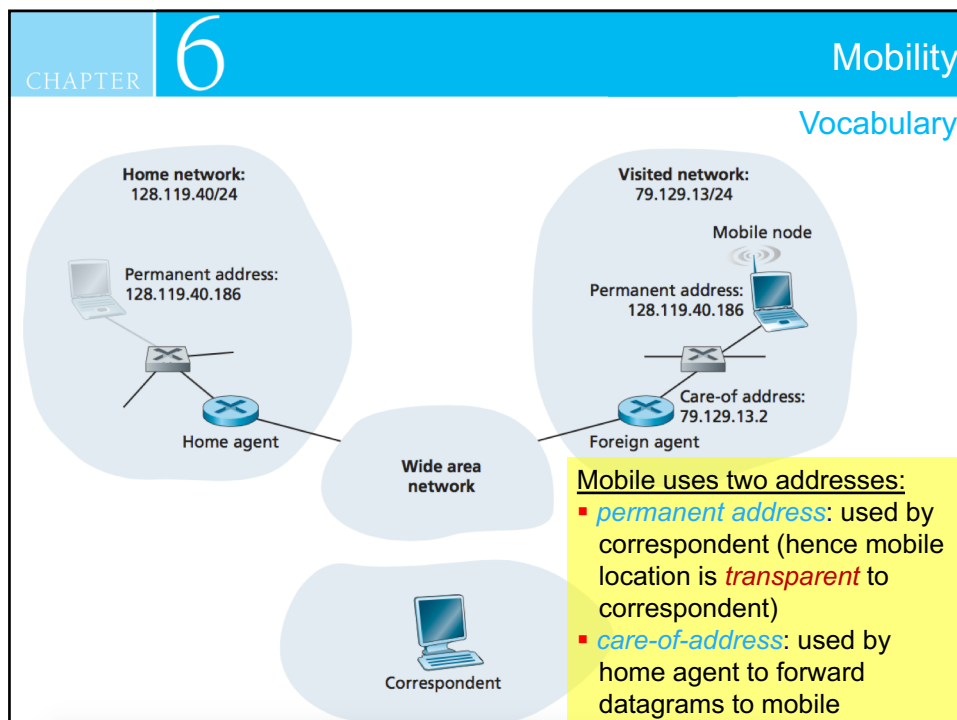 CHAPTER 6
Mobility
Vocabulary
Home network:
128.119.40/24
Permanent address:
128.119.40.186
Home agent
Visited network:
79.129.13/24
Mobile node
Permanent address:
128.119.40.186
Care-of address:
79.129.13.2
Foreign agent
Wide area
network
Correspondent
Mobile uses two addresses:
▪ permanent address: used by
correspondent (hence mobile
location is transparent to
correspondent)
▪ care-of-address: used by
home agent to forward
datagrams to mobile